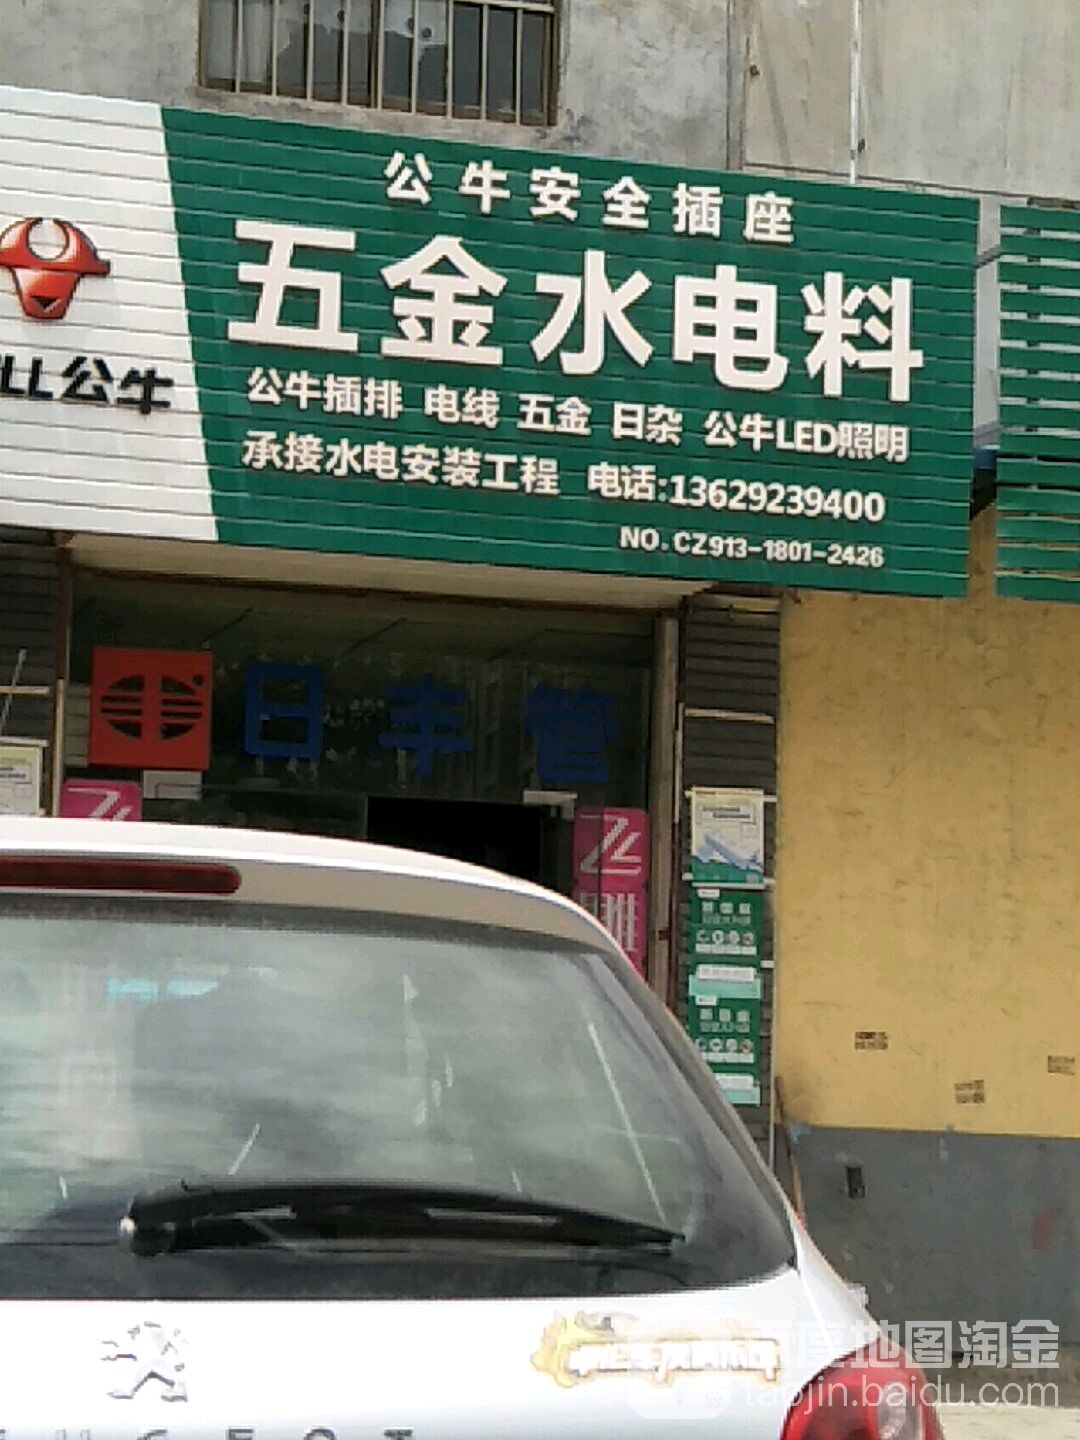 公牛安全插座
五金水电料
LL公牛
公牛插排 电线 五金 日杂 公牛LED照明
承接水电安装工程 电话:13629239400
NO.CZ913-1801-2426
日丰管
百度地图淘金
taojin.baidu.com